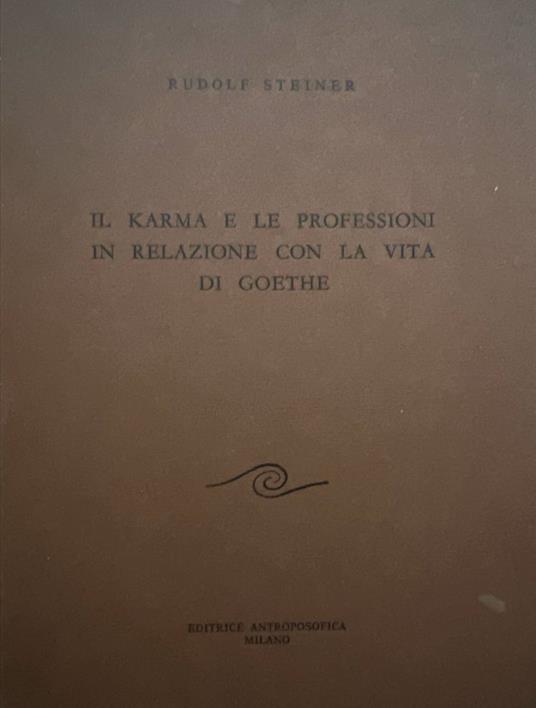 RUDOLF STEINER
IL KARMA E LE PROFESSIONI
IN RELAZIONE CON LA VITA
DI GOETHE
EDITRICE ANTROPOSOFICA
MILANO